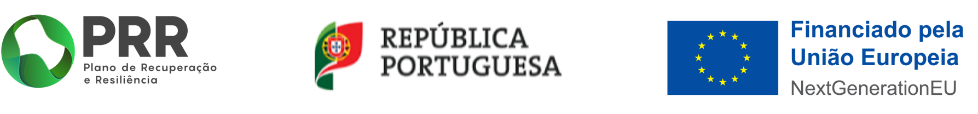 PRR
Plano de Recuperação
e Resiliência
REPÚBLICA
PORTUGUESA
Financiado pela
União Europeia
NextGenerationEU